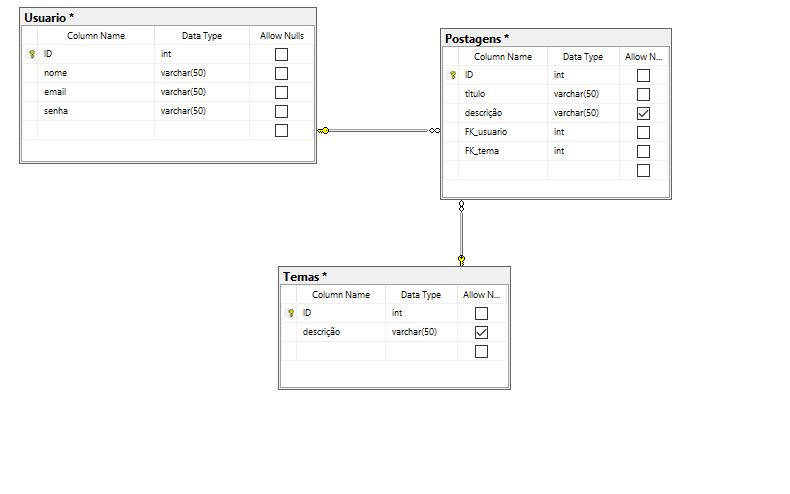 Usuario *
Column Name Data Type Allow Nulls
ID int
nome varchar(50)
email varchar(50)
senha varchar(50)
Postagens *
Column Name Data Type Allow N...
ID int
titulo varchar(50)
descrição varchar(50)
FK_usuario int
FK_tema int
Temas *
Column Name Data Type Allow N...
ID int
descrição varchar(50)